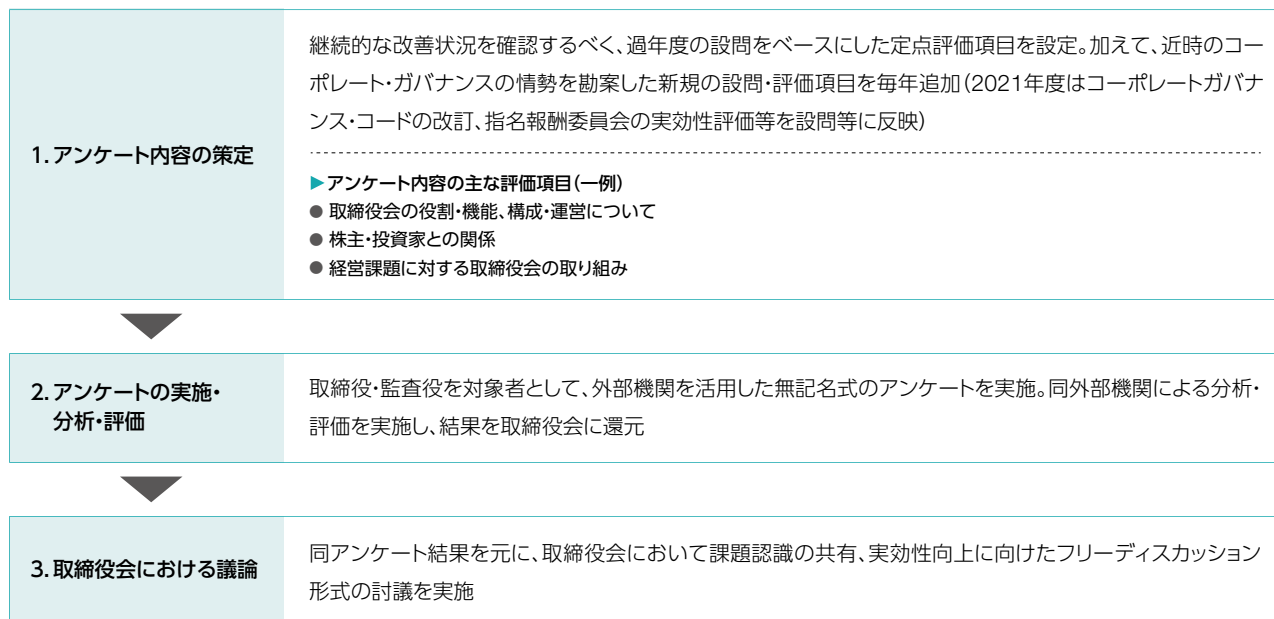 1. アンケート内容の策定
継続的な改善状況を確認するべく、過年度の設問をベースにした定点評価項目を設定。加えて、近時のコー
ポレート・ガバナンスの情勢を勘案した新規の設問・評価項目を毎年追加(2021年度はコーポレートガバナ
ンス・コードの改訂、指名報酬委員会の実効性評価等を設問等に反映)
▶アンケート内容の主な評価項目(一例)
● 取締役会の役割・機能、構成・運営について
● 株主・投資家との関係
● 経営課題に対する取締役会の取り組み
2. アンケートの実施・
分析・評価
取締役・監査役を対象者として、外部機関を活用した無記名式のアンケートを実施。同外部機関による分析・
評価を実施し、結果を取締役会に還元
3. 取締役会における議論
同アンケート結果を元に、取締役会において課題認識の共有、実効性向上に向けたフリーディスカッション
形式の討議を実施